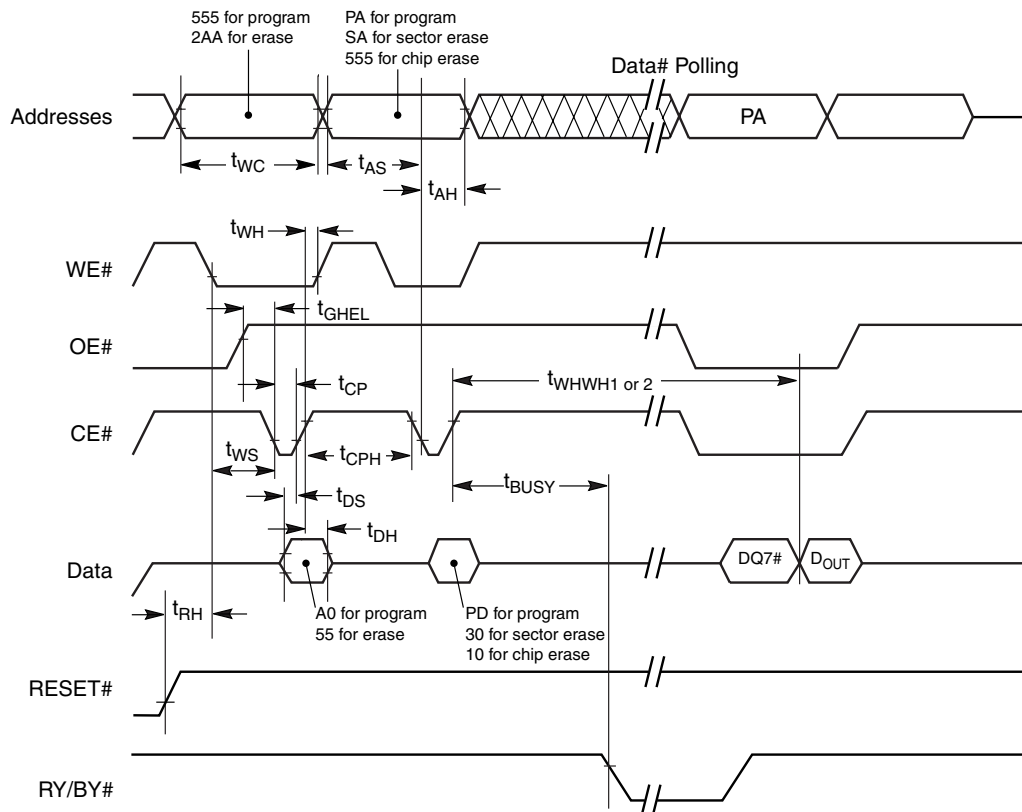 555 for program
2AA for erase
PA for program
SA for sector erase
555 for chip erase
Data# Polling
Addresses
PA
tWC
tAS
tAH
tWH
WE#
tGHEL
OE#
tWHWH1 or 2
tCP
CE#
tWS
tCPH
tBUSY
tDS
tDH
Data
DQ7#
DOUT
tRH
A0 for program
55 for erase
PD for program
30 for sector erase
10 for chip erase
RESET#
RY/BY#